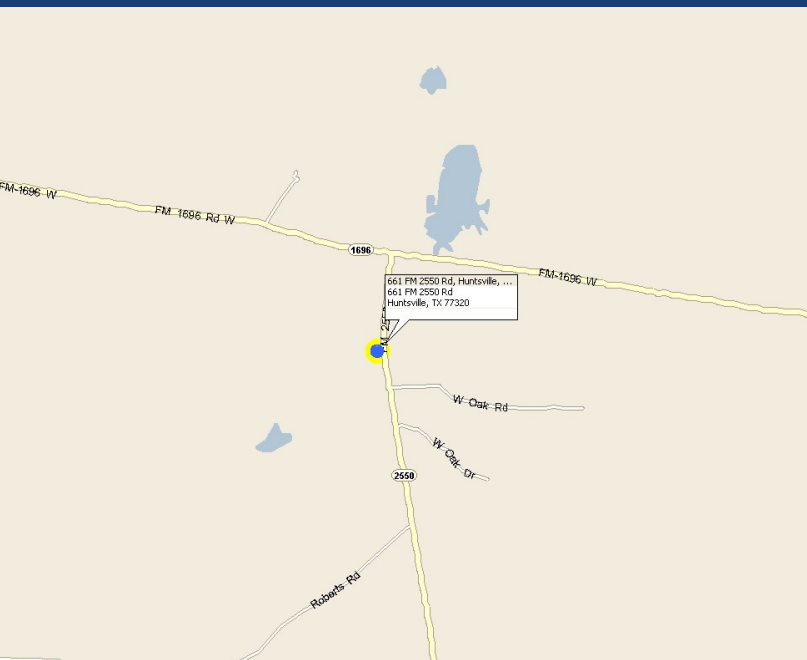 FM-1696 W
FM 1696 Rd W
1696
FM-1696 W
661 FM 2550 Rd, Huntsville, ...
661 FM 2550 Rd
Huntsville, TX 77320
W Oak Rd
W Oak Dr
2550
Roberts Rd